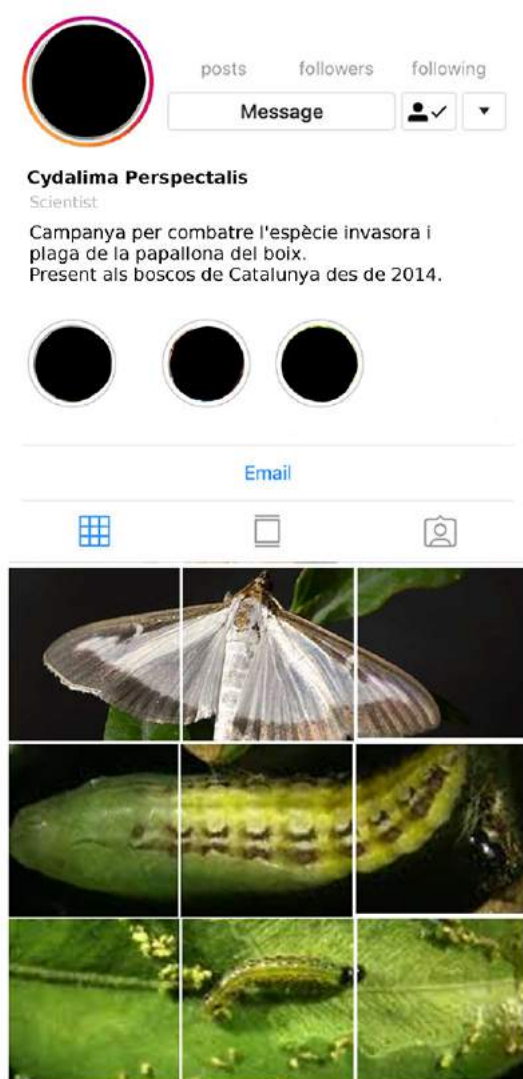 posts followers following
Message
Cydalima Perspectalis
Scientist
Campanya per combatre l'espècie invasora i
plaga de la papallona del boix.
Present als boscos de Catalunya des de 2014.
Email